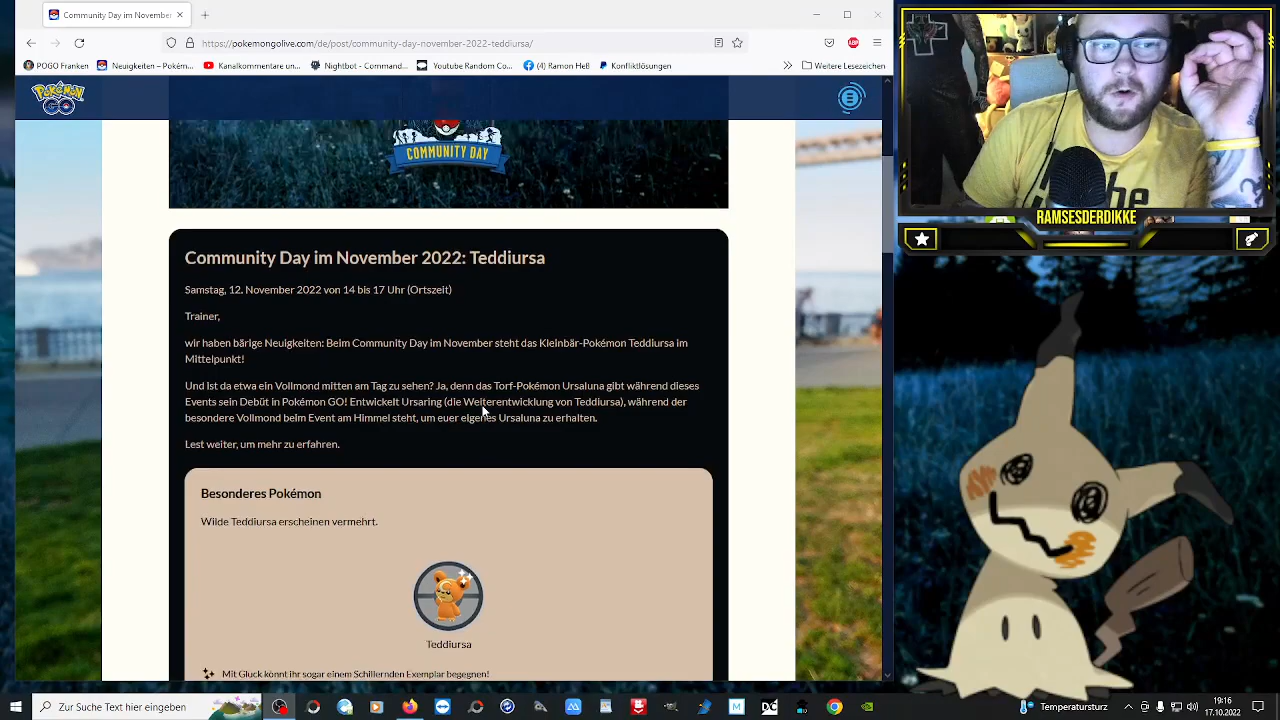 Community Day im November
https://pokemongolive.com/de/post/community-day-november-2022-teddiursa/
POGO Franken
Neuigkeiten – Pokém...
Kanalkommentare un...
Nightbot - Command...
Youtube Random Co...
(4) Ramon Heß
Konfliktlösungen
Weitere Lesezeichen
ABP
Pokémon GO
COMMUNITY DAY
Community Day im November 2022: Teddiursa
Samstag, 12. November 2022 von 14 bis 17 Uhr (Ortszeit)
Trainer,
wir haben bärige Neuigkeiten: Beim Community Day im November steht das Kleinbär-Pokémon Teddiursa im
Mittelpunkt!
Und ist da etwa ein Vollmond mitten am Tag zu sehen? Ja, denn das Torf-Pokémon Ursaluna gibt während dieses
Events sein Debüt in Pokémon GO! Entwickelt Ursaring (die Weiterentwicklung von Teddiursa), während der
besondere Vollmond beim Event am Himmel steht, um euer eigenes Ursaluna zu erhalten.
Lest weiter, um mehr zu erfahren.
Besonderes Pokémon
Wilde Teddiursa erscheinen vermehrt.
Teddiursa
Mit Glück könnt ihr sogar einem Schillernden Exemplar begegnen!
RAMSESDERDIKKE
Zur Suche Text hier eingeben
Temperatursturz
19:16
17.10.2022